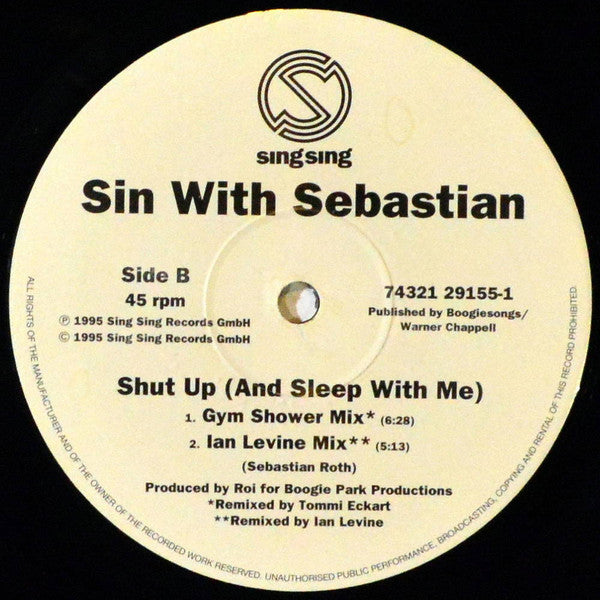 singsing
Sin With Sebastian
Side B
45 rpm
℗ 1995 Sing Sing Records GmbH
© 1995 Sing Sing Records GmbH
74321 29155-1
Published by Boogiesongs/
Warner Chappell
Shut Up (And Sleep With Me)
1. Gym Shower Mix* (6:28)
2. Ian Levine Mix** (5:13)
(Sebastian Roth)
Produced by Roi for Boogie Park Productions
*Remixed by Tommi Eckart
**Remixed by Ian Levine
ALL RIGHTS OF THE MANUFACTURER AND OF THE OWNER OF THE RECORDED WORK RESERVED. UNAUTHORISED PUBLIC PERFORMANCE, BROADCASTING, COPYING AND RENTAL OF THIS RECORD PROHIBITED.